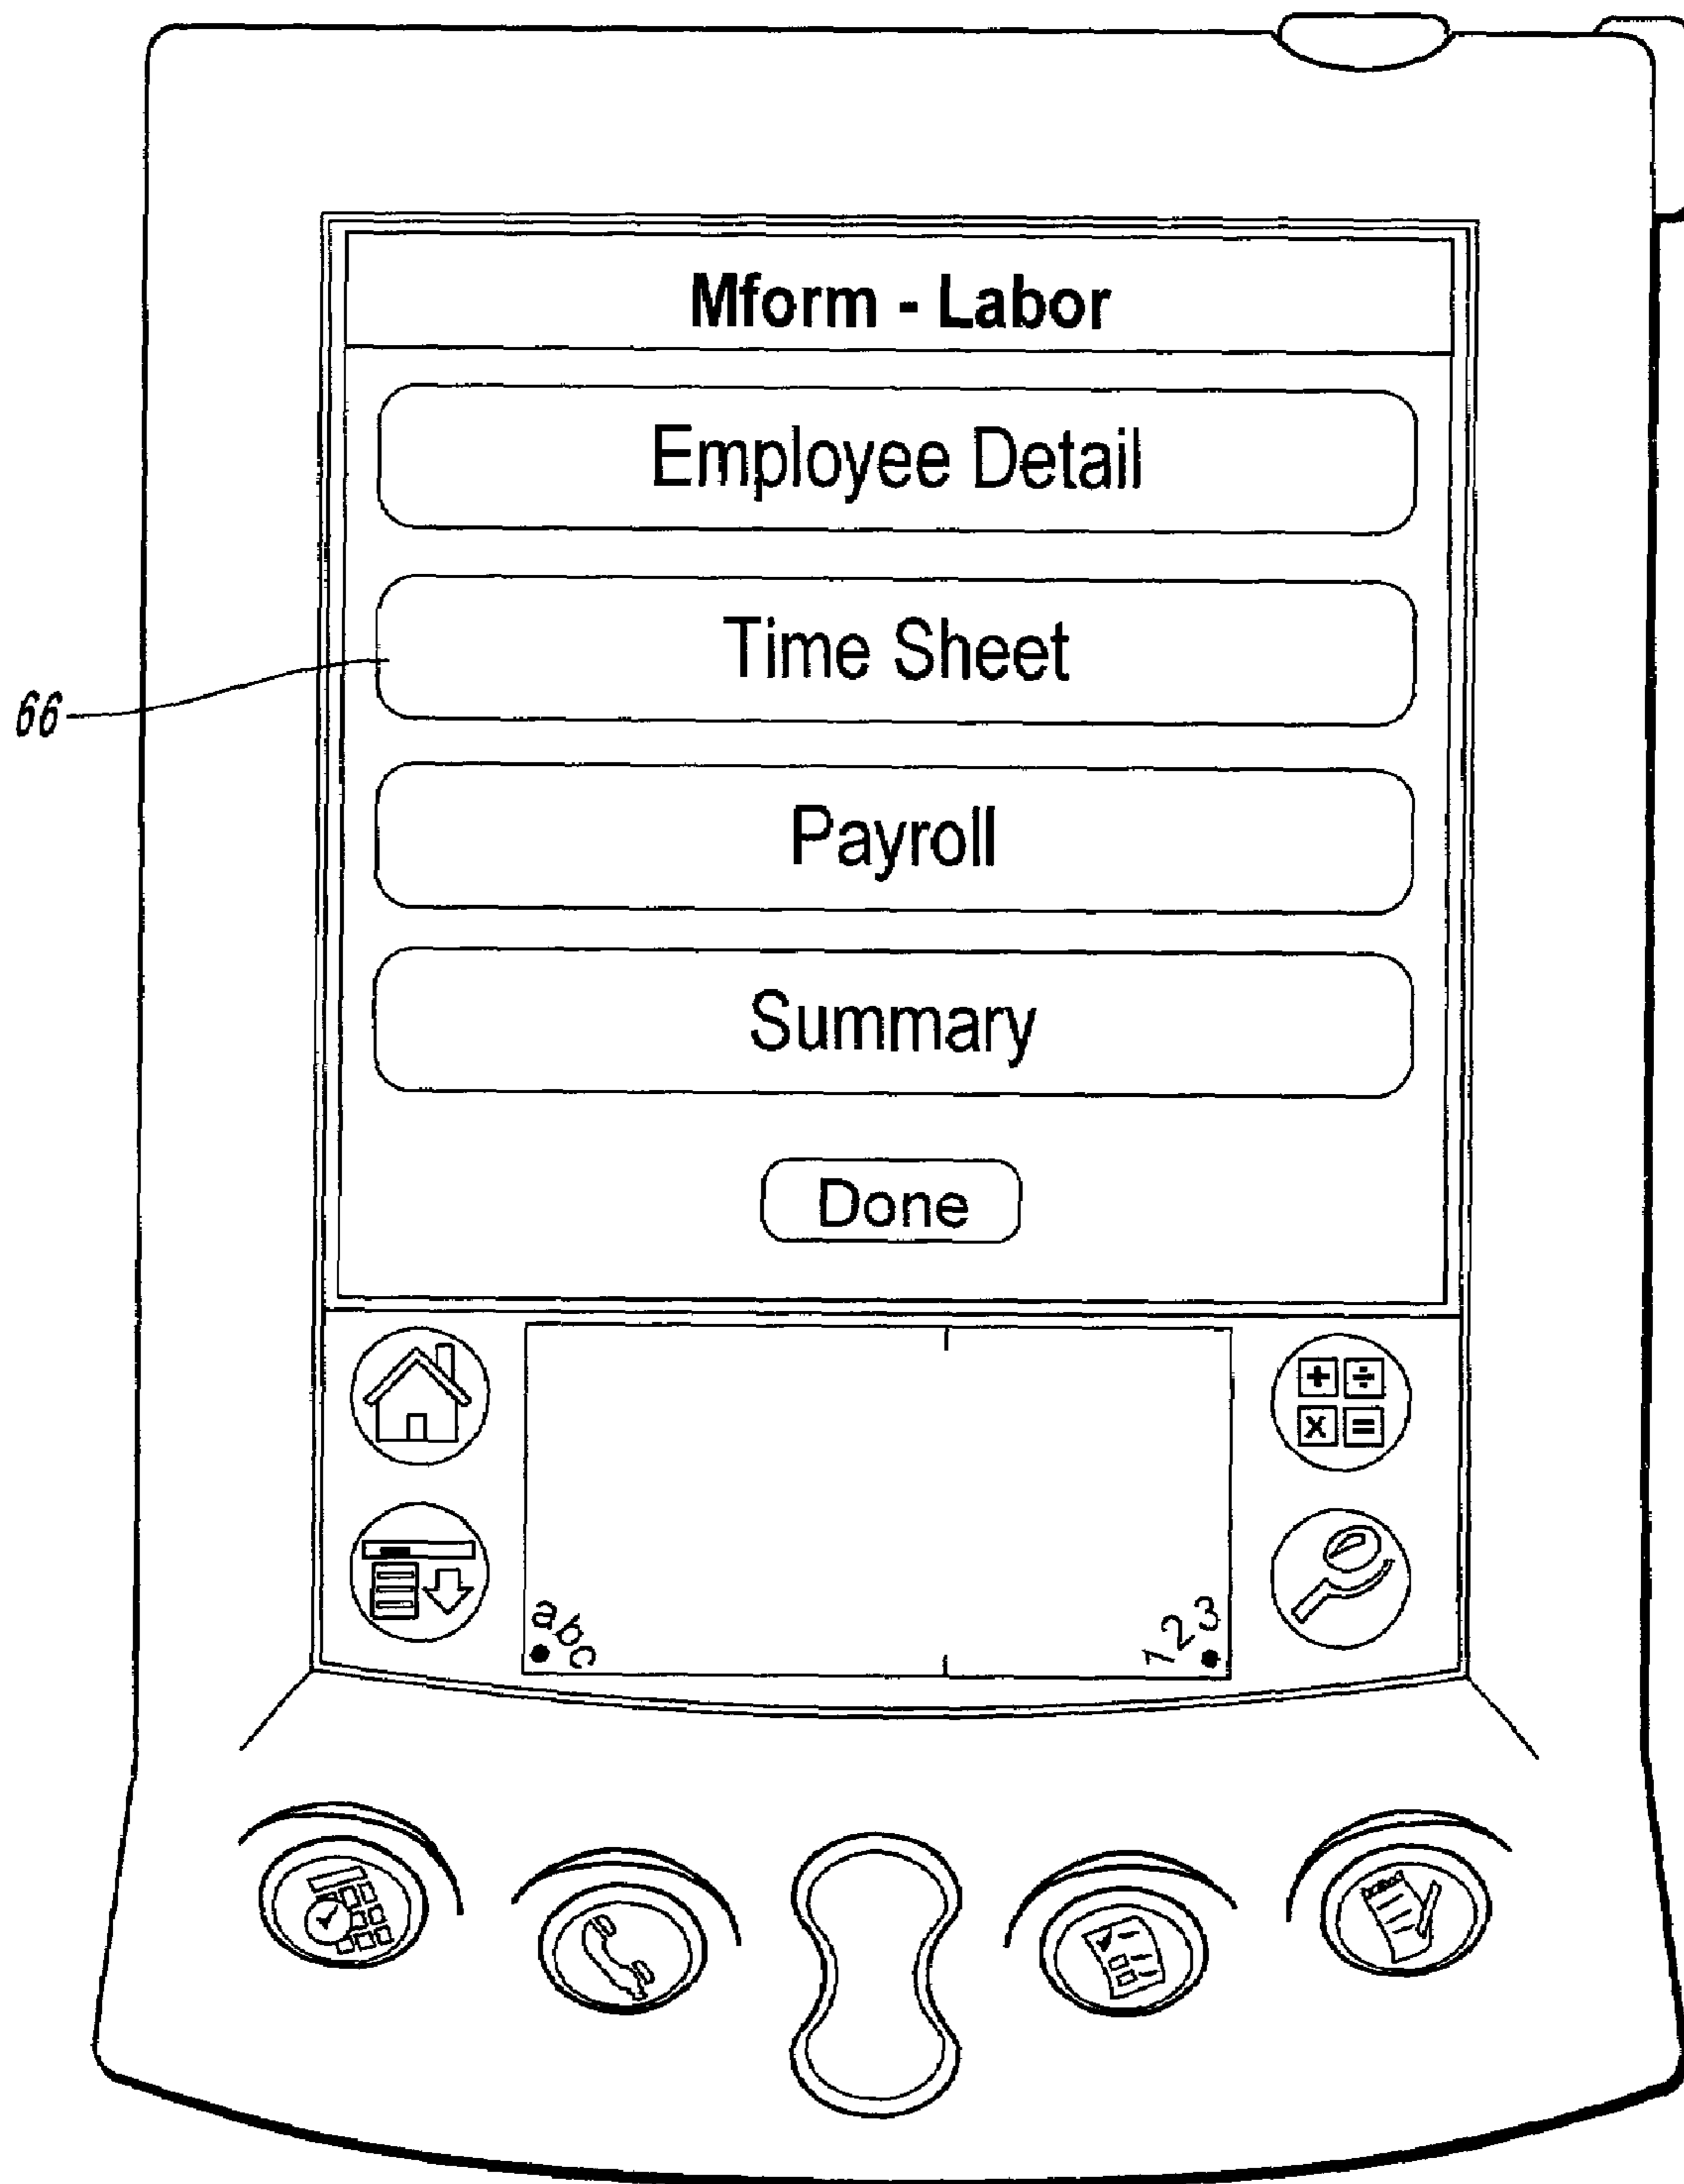 Mform - Labor
Employee Detail
Time Sheet
66
Payroll
Summary
Done
+ ÷
x =
abc
123